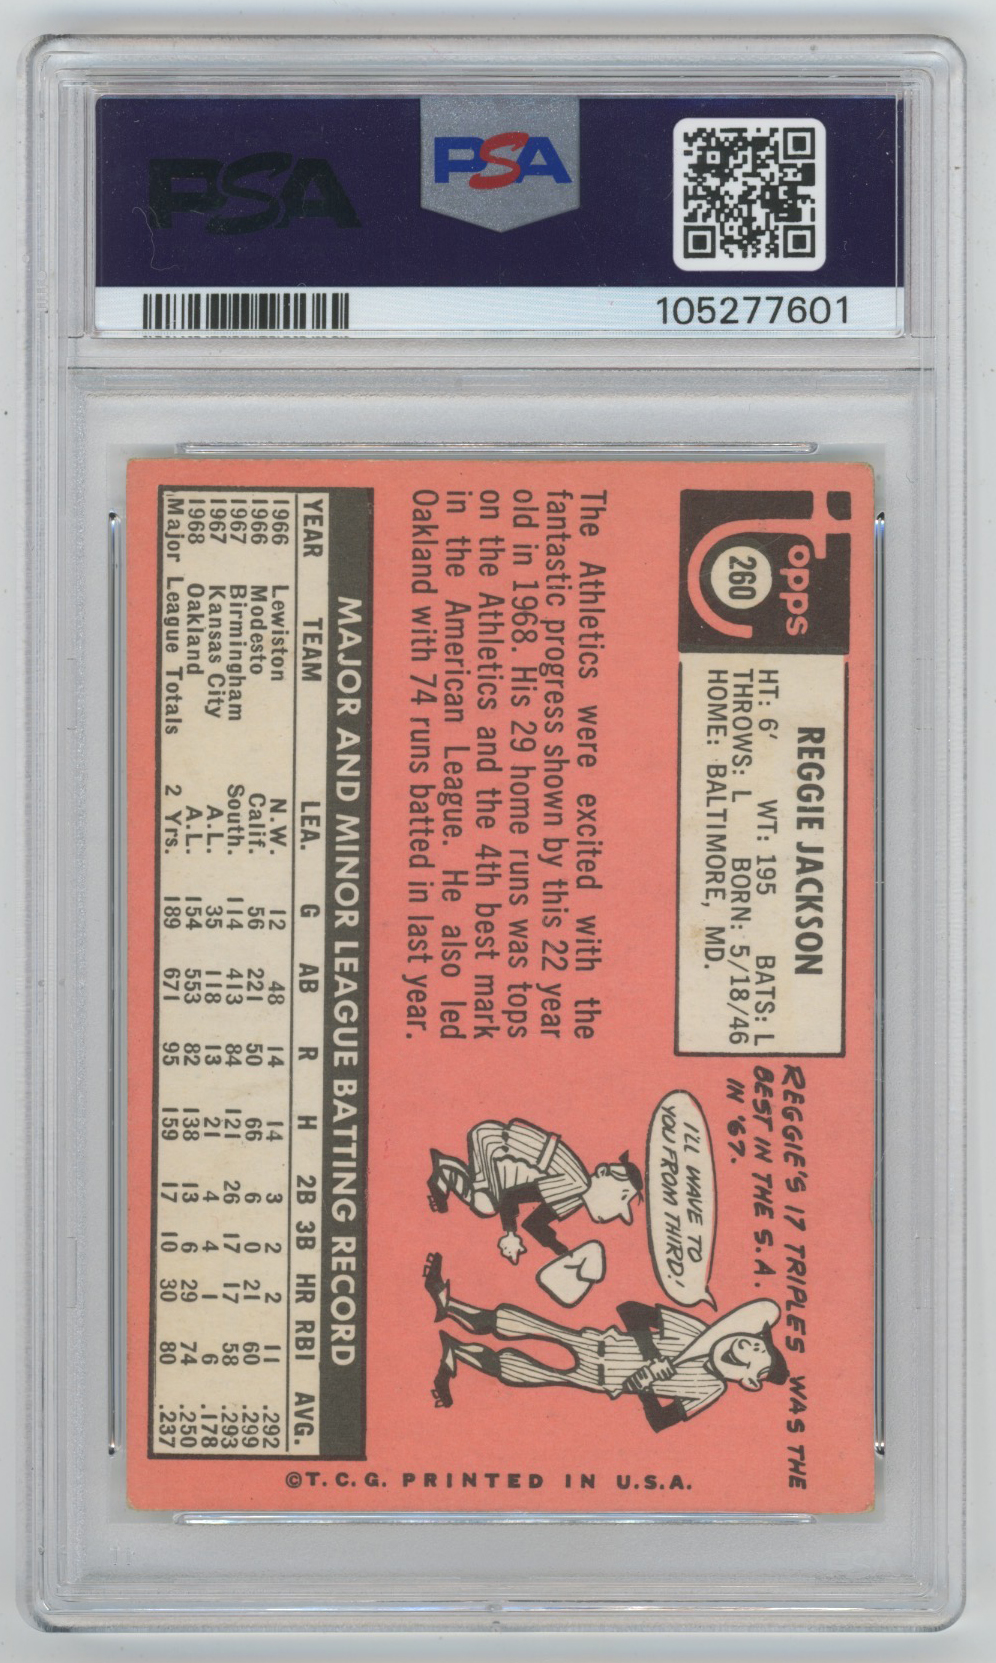 PSA
PSA
105277601
Topps
260
REGGIE JACKSON
HT: 6' WT: 195 BATS: L
THROWS: L BORN: 5/18/46
HOME: BALTIMORE, MD.
REGGIE'S 17 TRIPLES WAS THE
BEST IN THE S.A.
IN '67.
I'LL WAVE TO
YOU FROM THIRD!
The Athletics were excited with the
fantastic progress shown by this 22 year
old in 1968. His 29 home runs was tops
on the Athletics and the 4th best mark
in the American League. He also led
Oakland with 74 runs batted in last year.
MAJOR AND MINOR LEAGUE BATTING RECORD
YEAR TEAM LEA. G AB R H 2B 3B HR RBI AVG.
1966 Lewiston N.W. 12 48 14 14 3 2 2 11 .292
1966 Modesto Calif. 56 221 50 66 6 0 21 60 .299
1967 Birmingham South. 114 413 84 121 26 17 17 58 .293
1967 Kansas City A.L. 35 118 13 21 4 4 1 6 .178
1968 Oakland A.L. 154 553 82 138 13 6 29 74 .250
Major League Totals 2 Yrs. 189 671 95 159 17 10 30 80 .237
©T.C.G. PRINTED IN U.S.A.